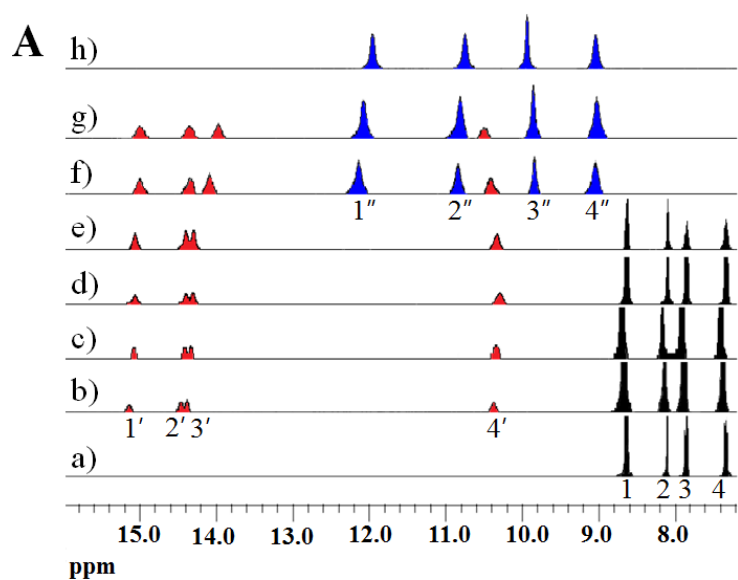 A
h)
g)
f)
1″ 2″ 3″ 4″
e)
d)
c)
b)
1′ 2′ 3′ 4′
a)
1 2 3 4
15.0 14.0 13.0 12.0 11.0 10.0 9.0 8.0
ppm